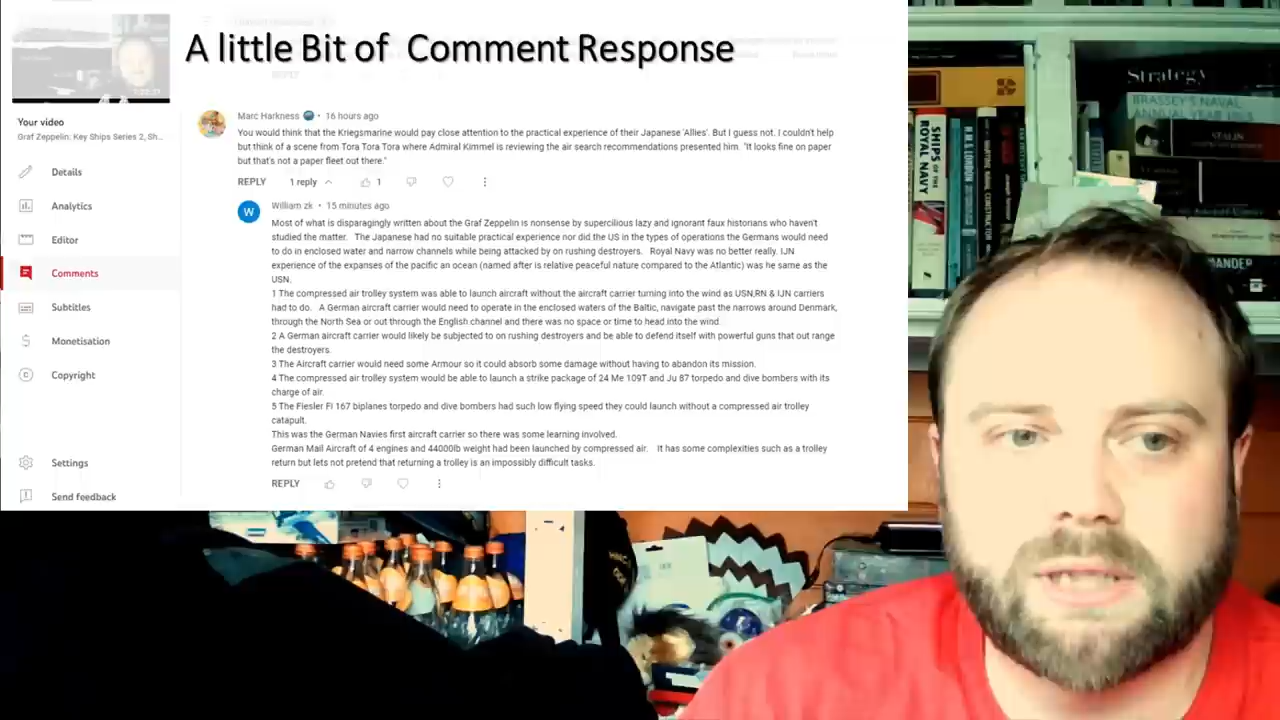 A little Bit of Comment Response
REPLY
Marc Harkness • 16 hours ago
You would think that the Kriegsmarine would pay close attention to the practical experience of their Japanese 'Allies'. But I guess not. I couldn't help
but think of a scene from Tora Tora Tora where Admiral Kimmel is reviewing the air search recommendations presented him. "It looks fine on paper
but that's not a paper fleet out there."
REPLY 1 reply 1
W
William zk • 15 minutes ago
Most of what is disparagingly written about the Graf Zeppelin is nonsense by supercilious lazy and ignorant faux historians who haven't
studied the matter. The Japanese had no suitable practical experience nor did the US in the types of operations the Germans would need
to do in enclosed water and narrow channels while being attacked by on rushing destroyers. Royal Navy was no better really. IJN
experience of the expanses of the pacific an ocean (named after is relative peaceful nature compared to the Atlantic) was he same as the
USN.
1 The compressed air trolley system was able to launch aircraft without the aircraft carrier turning into the wind as USN,RN & IJN carriers
had to do. A German aircraft carrier would need to operate in the enclosed waters of the Baltic, navigate past the narrows around Denmark,
through the North Sea or out through the English channel and there was no space or time to head into the wind.
2 A German aircraft carrier would likely be subjected to on rushing destroyers and be able to defend itself with powerful guns that out range
the destroyers.
3 The Aircraft carrier would need some Armour so it could absorb some damage without having to abandon its mission.
4 The compressed air trolley system would be able to launch a strike package of 24 Me 109T and Ju 87 torpedo and dive bombers with its
charge of air.
5 The Fiesler FI 167 biplanes torpedo and dive bombers had such low flying speed they could launch without a compressed air trolley
catapult.
This was the German Navies first aircraft carrier so there was some learning involved.
German Mail Aircraft of 4 engines and 44000lb weight had been launched by compressed air. It has some complexities such as a trolley
return but lets not pretend that returning a trolley is an impossibly difficult tasks.
REPLY
Your video
Graf Zeppelin: Key Ships Series 2, Sh...
Details
Analytics
Editor
Comments
Subtitles
Monetisation
Copyright
Settings
Send feedback
Strategy
BRASSEY'S NAVAL
ANNUAL
STALIN
SHIPS OF THE
ROYAL NAVY
MANDER